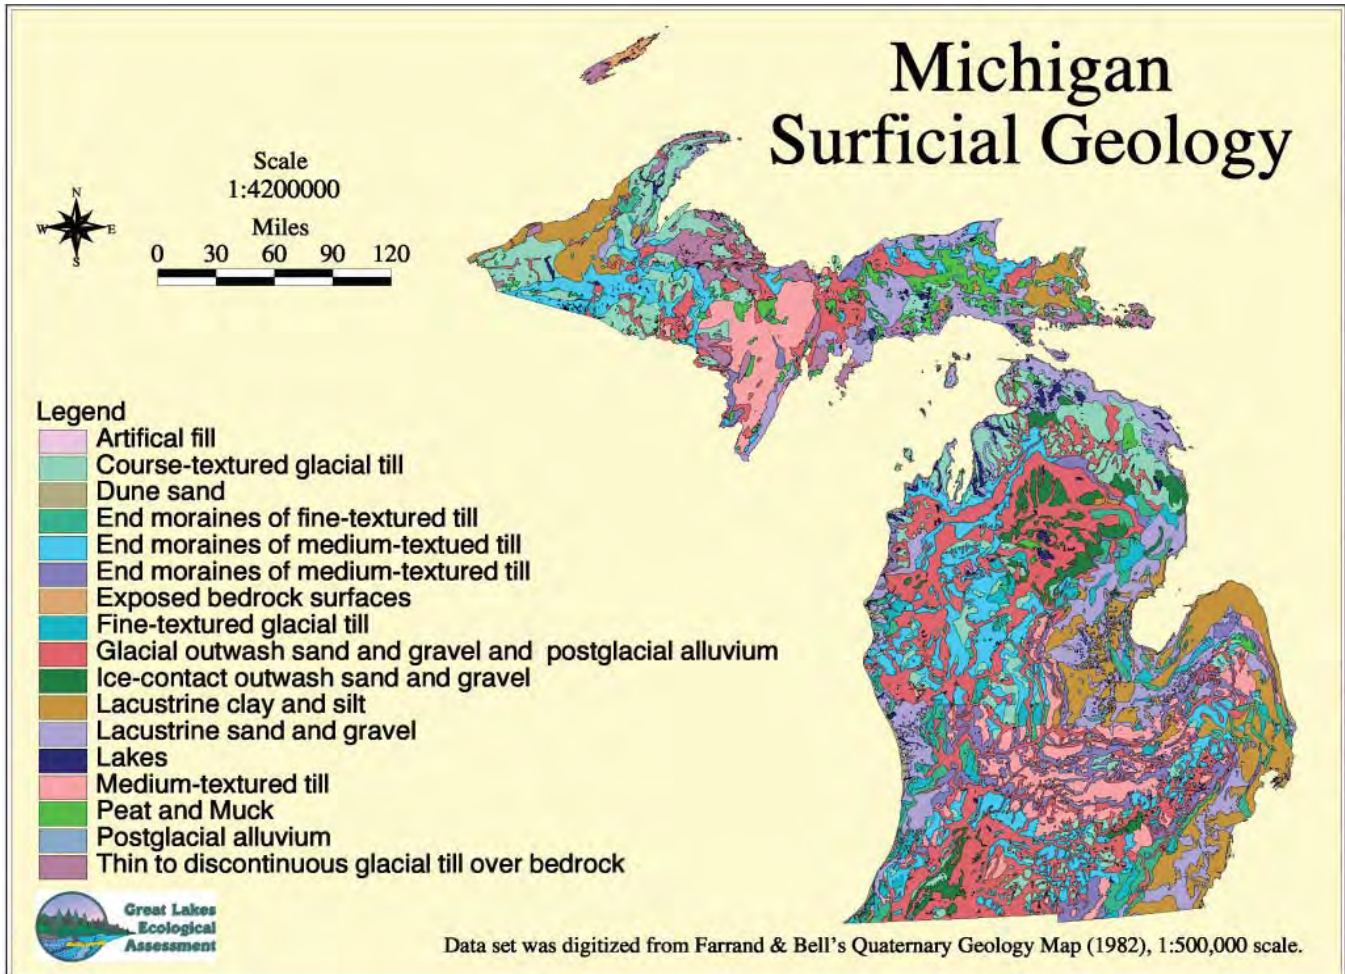 Michigan
Surficial Geology
Scale
1:4200000
Miles
0 30 60 90 120
N
W E
S
Legend
Artifical fill
Course-textured glacial till
Dune sand
End moraines of fine-textured till
End moraines of medium-textued till
End moraines of medium-textured till
Exposed bedrock surfaces
Fine-textured glacial till
Glacial outwash sand and gravel and postglacial alluvium
Ice-contact outwash sand and gravel
Lacustrine clay and silt
Lacustrine sand and gravel
Lakes
Medium-textured till
Peat and Muck
Postglacial alluvium
Thin to discontinuous glacial till over bedrock
Great Lakes
Ecological
Assessment
Data set was digitized from Farrand & Bell's Quaternary Geology Map (1982), 1:500,000 scale.